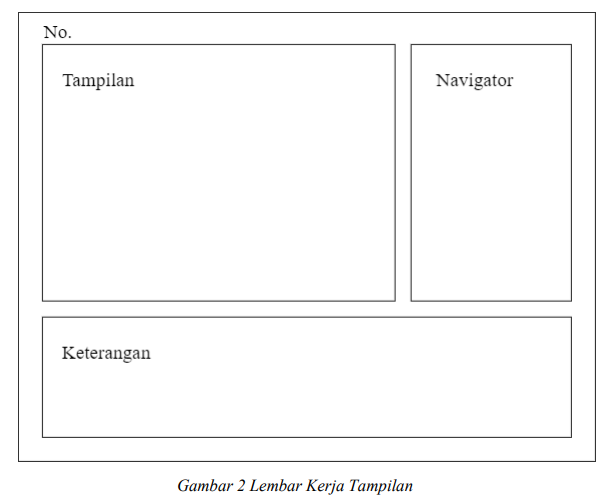 No.
Tampilan
Navigator
Keterangan
Gambar 2 Lembar Kerja Tampilan